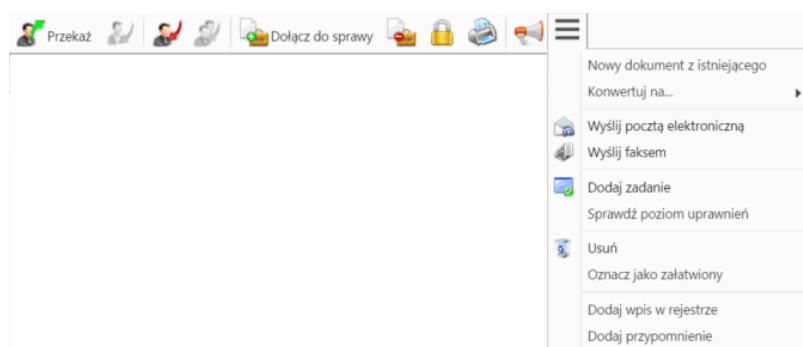 Przekaż Dołącz do sprawy
Nowy dokument z istniejącego
Konwertuj na...
Wyślij pocztą elektroniczną
Wyślij faksem
Dodaj zadanie
Sprawdź poziom uprawnień
Usuń
Oznacz jako załatwiony
Dodaj wpis w rejestrze
Dodaj przypomnienie